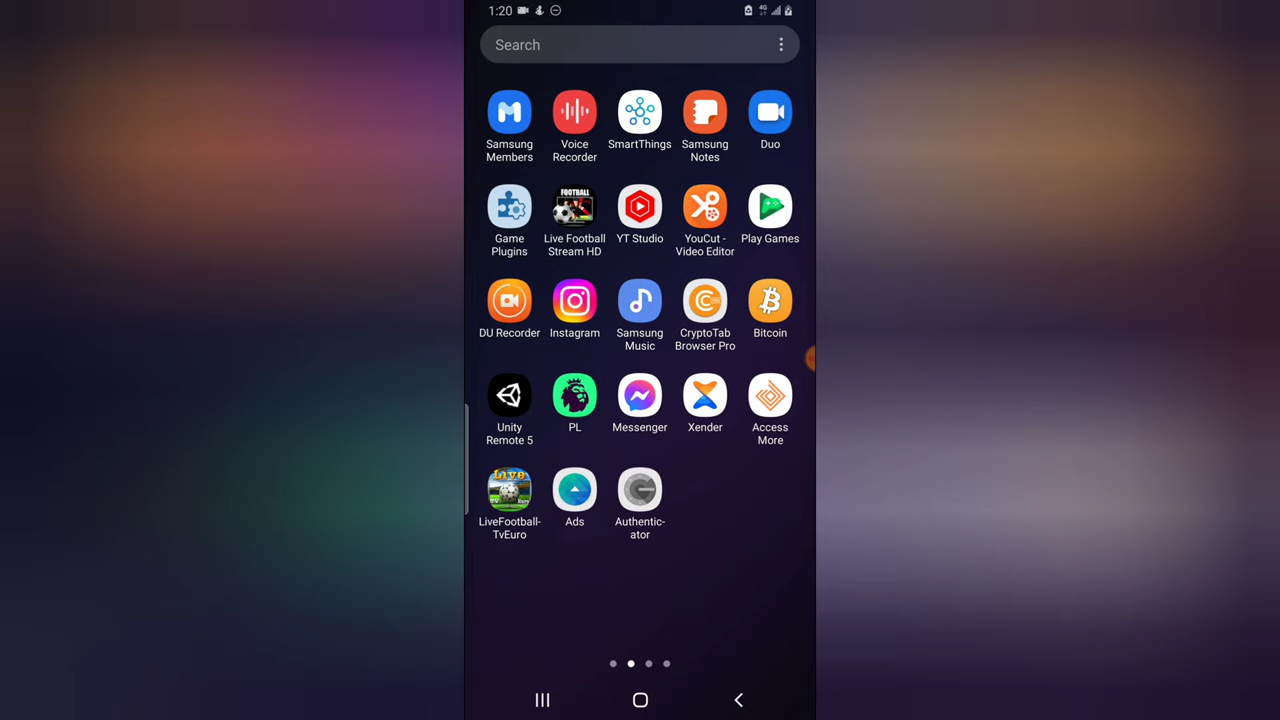 1:20
4G
Search
Samsung Members
Voice Recorder
SmartThings
Samsung Notes
Duo
FOOTBALL
Game Plugins
Live Football Stream HD
YT Studio
YouCut - Video Editor
Play Games
DU Recorder
Instagram
Samsung Music
CryptoTab Browser Pro
Bitcoin
Unity Remote 5
PL
Messenger
Xender
Access More
Live
LiveFootball-TvEuro
Ads
Authentic-ator